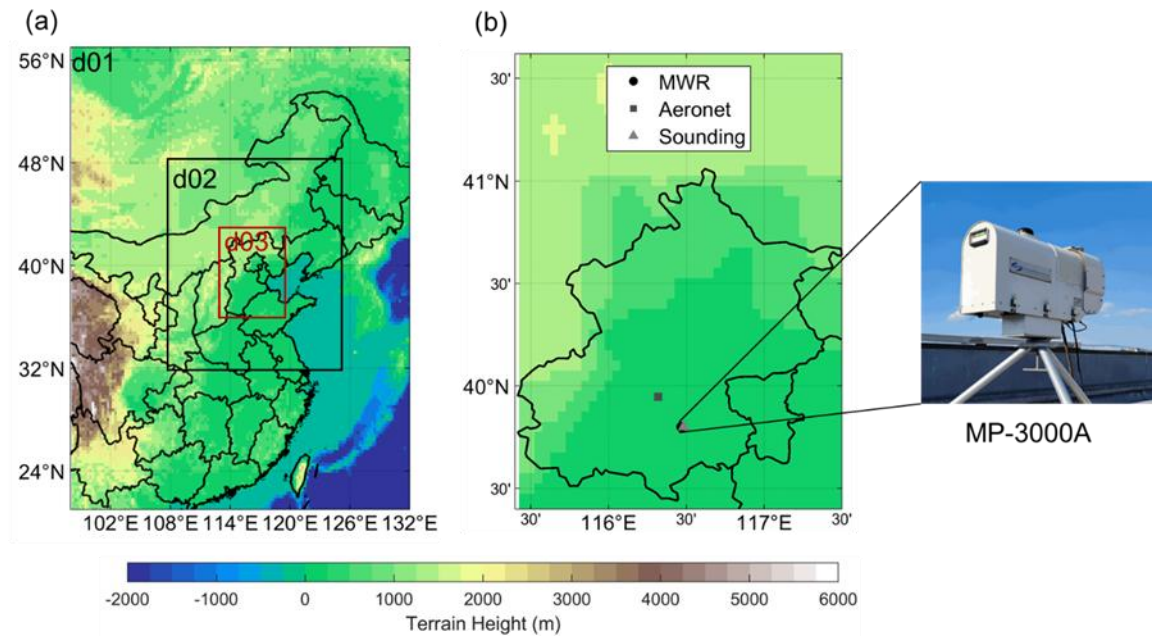 (a)
(b)
d01
d02
d03
56°N
48°N
40°N
32°N
24°N
102°E 108°E 114°E 120°E 126°E 132°E
MWR
Aeronet
Sounding
30'
41°N
30'
40°N
30'
30' 116°E 30' 117°E 30'
MP-3000A
-2000 -1000 0 1000 2000 3000 4000 5000 6000
Terrain Height (m)